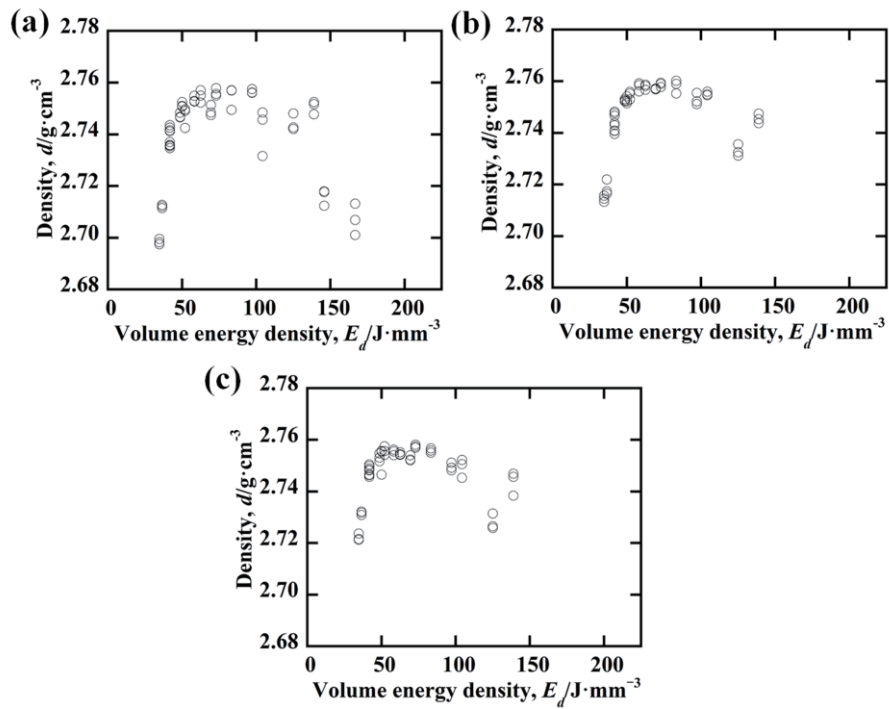 (a)
2.78
2.76
2.74
2.72
2.70
2.68
Density, d/g·cm⁻³
0 50 100 150 200
Volume energy density, E_d/J·mm⁻³
(b)
2.78
2.76
2.74
2.72
2.70
2.68
Density, d/g·cm⁻³
0 50 100 150 200
Volume energy density, E_d/J·mm⁻³
(c)
2.78
2.76
2.74
2.72
2.70
2.68
Density, d/g·cm⁻³
0 50 100 150 200
Volume energy density, E_d/J·mm⁻³